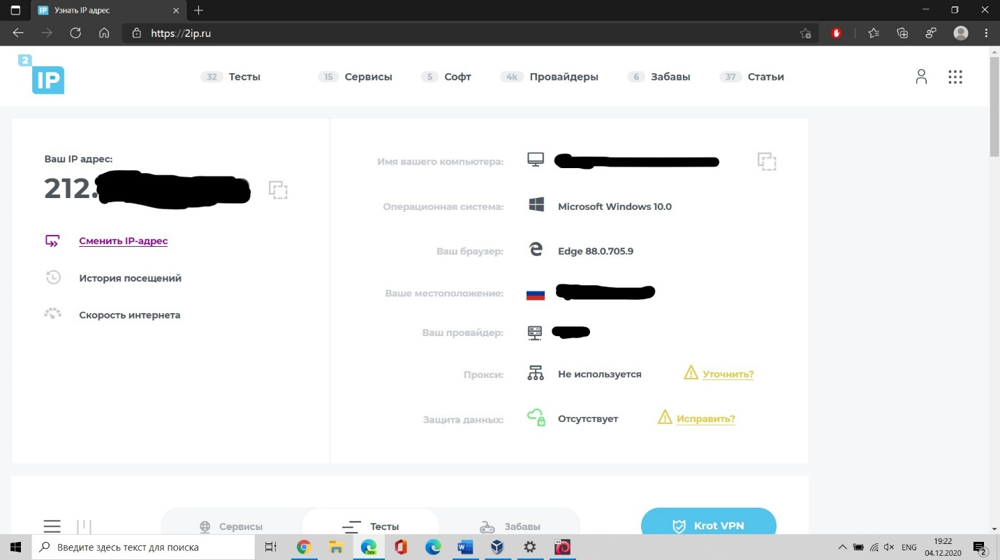 Узнать IP адрес
https://2ip.ru
2
IP
32 Тесты
15 Сервисы
5 Софт
4k Провайдеры
6 Забавы
37 Статьи
Ваш IP адрес:
212.
Сменить IP-адрес
История посещений
Скорость интернета
Имя вашего компьютера:
Операционная система: Microsoft Windows 10.0
Ваш браузер: Edge 88.0.705.9
Ваше местоположение:
Ваш провайдер:
Прокси: Не используется Уточнить?
Защита данных: Отсутствует Исправить?
Сервисы
Тесты
Забавы
Krot VPN
Введите здесь текст для поиска
DEV
ENG
19:22
04.12.2020
2